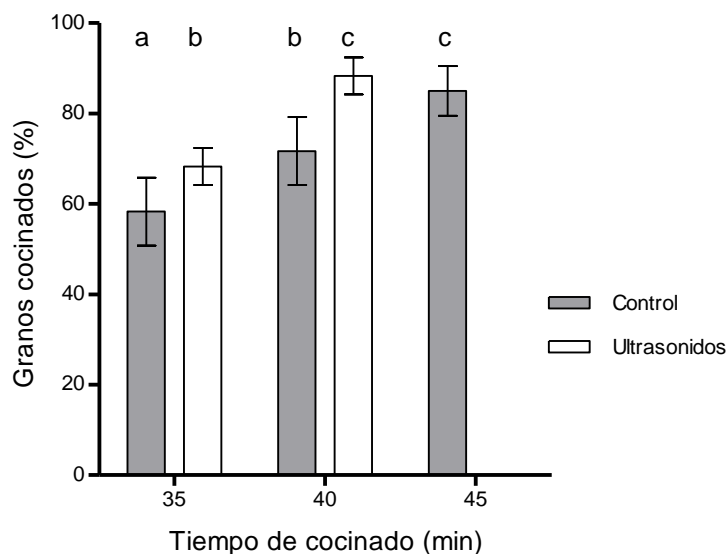 100
80
60
40
20
0
Granos cocinados (%)
a b b c c
Control
Ultrasonidos
35 40 45
Tiempo de cocinado (min)